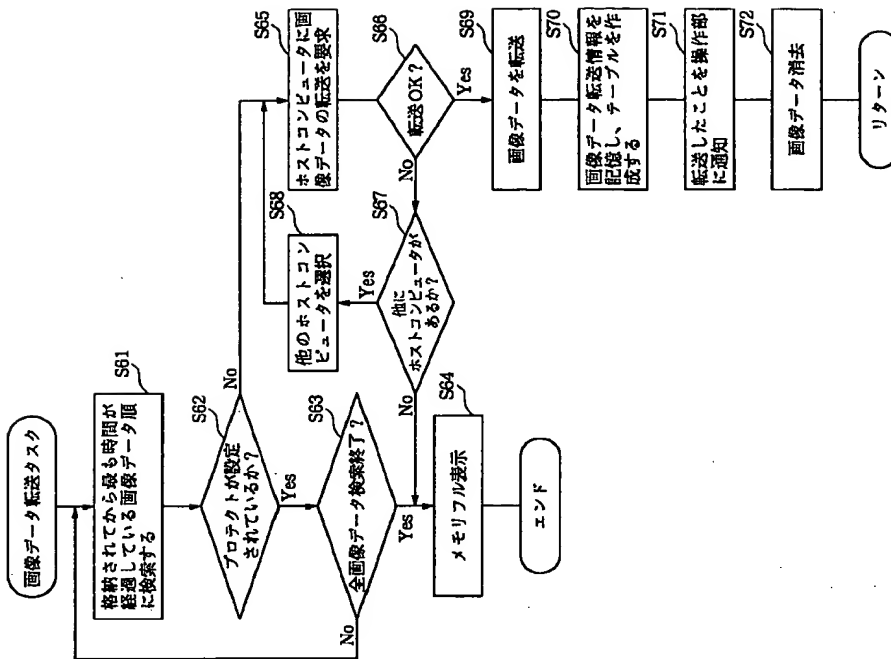 画像データ転送タスク
S61
格納されてから最も時間が
経過している画像データ順
に検索する
S62
プロテクトが設定
されているか?
No
Yes
S63
全画像データ検索終了?
No
Yes
S64
メモリフル表示
エンド
S65
ホストコンピュータに画
像データの転送を要求
S66
転送OK?
No
Yes
S67
他に
ホストコンピュータが
あるか?
No
Yes
S68
他のホストコン
ピュータを選択
S69
画像データを転送
S70
画像データ転送情報を
記憶し、テーブルを作
成する
S71
転送したことを操作部
に通知
S72
画像データ消去
リターン